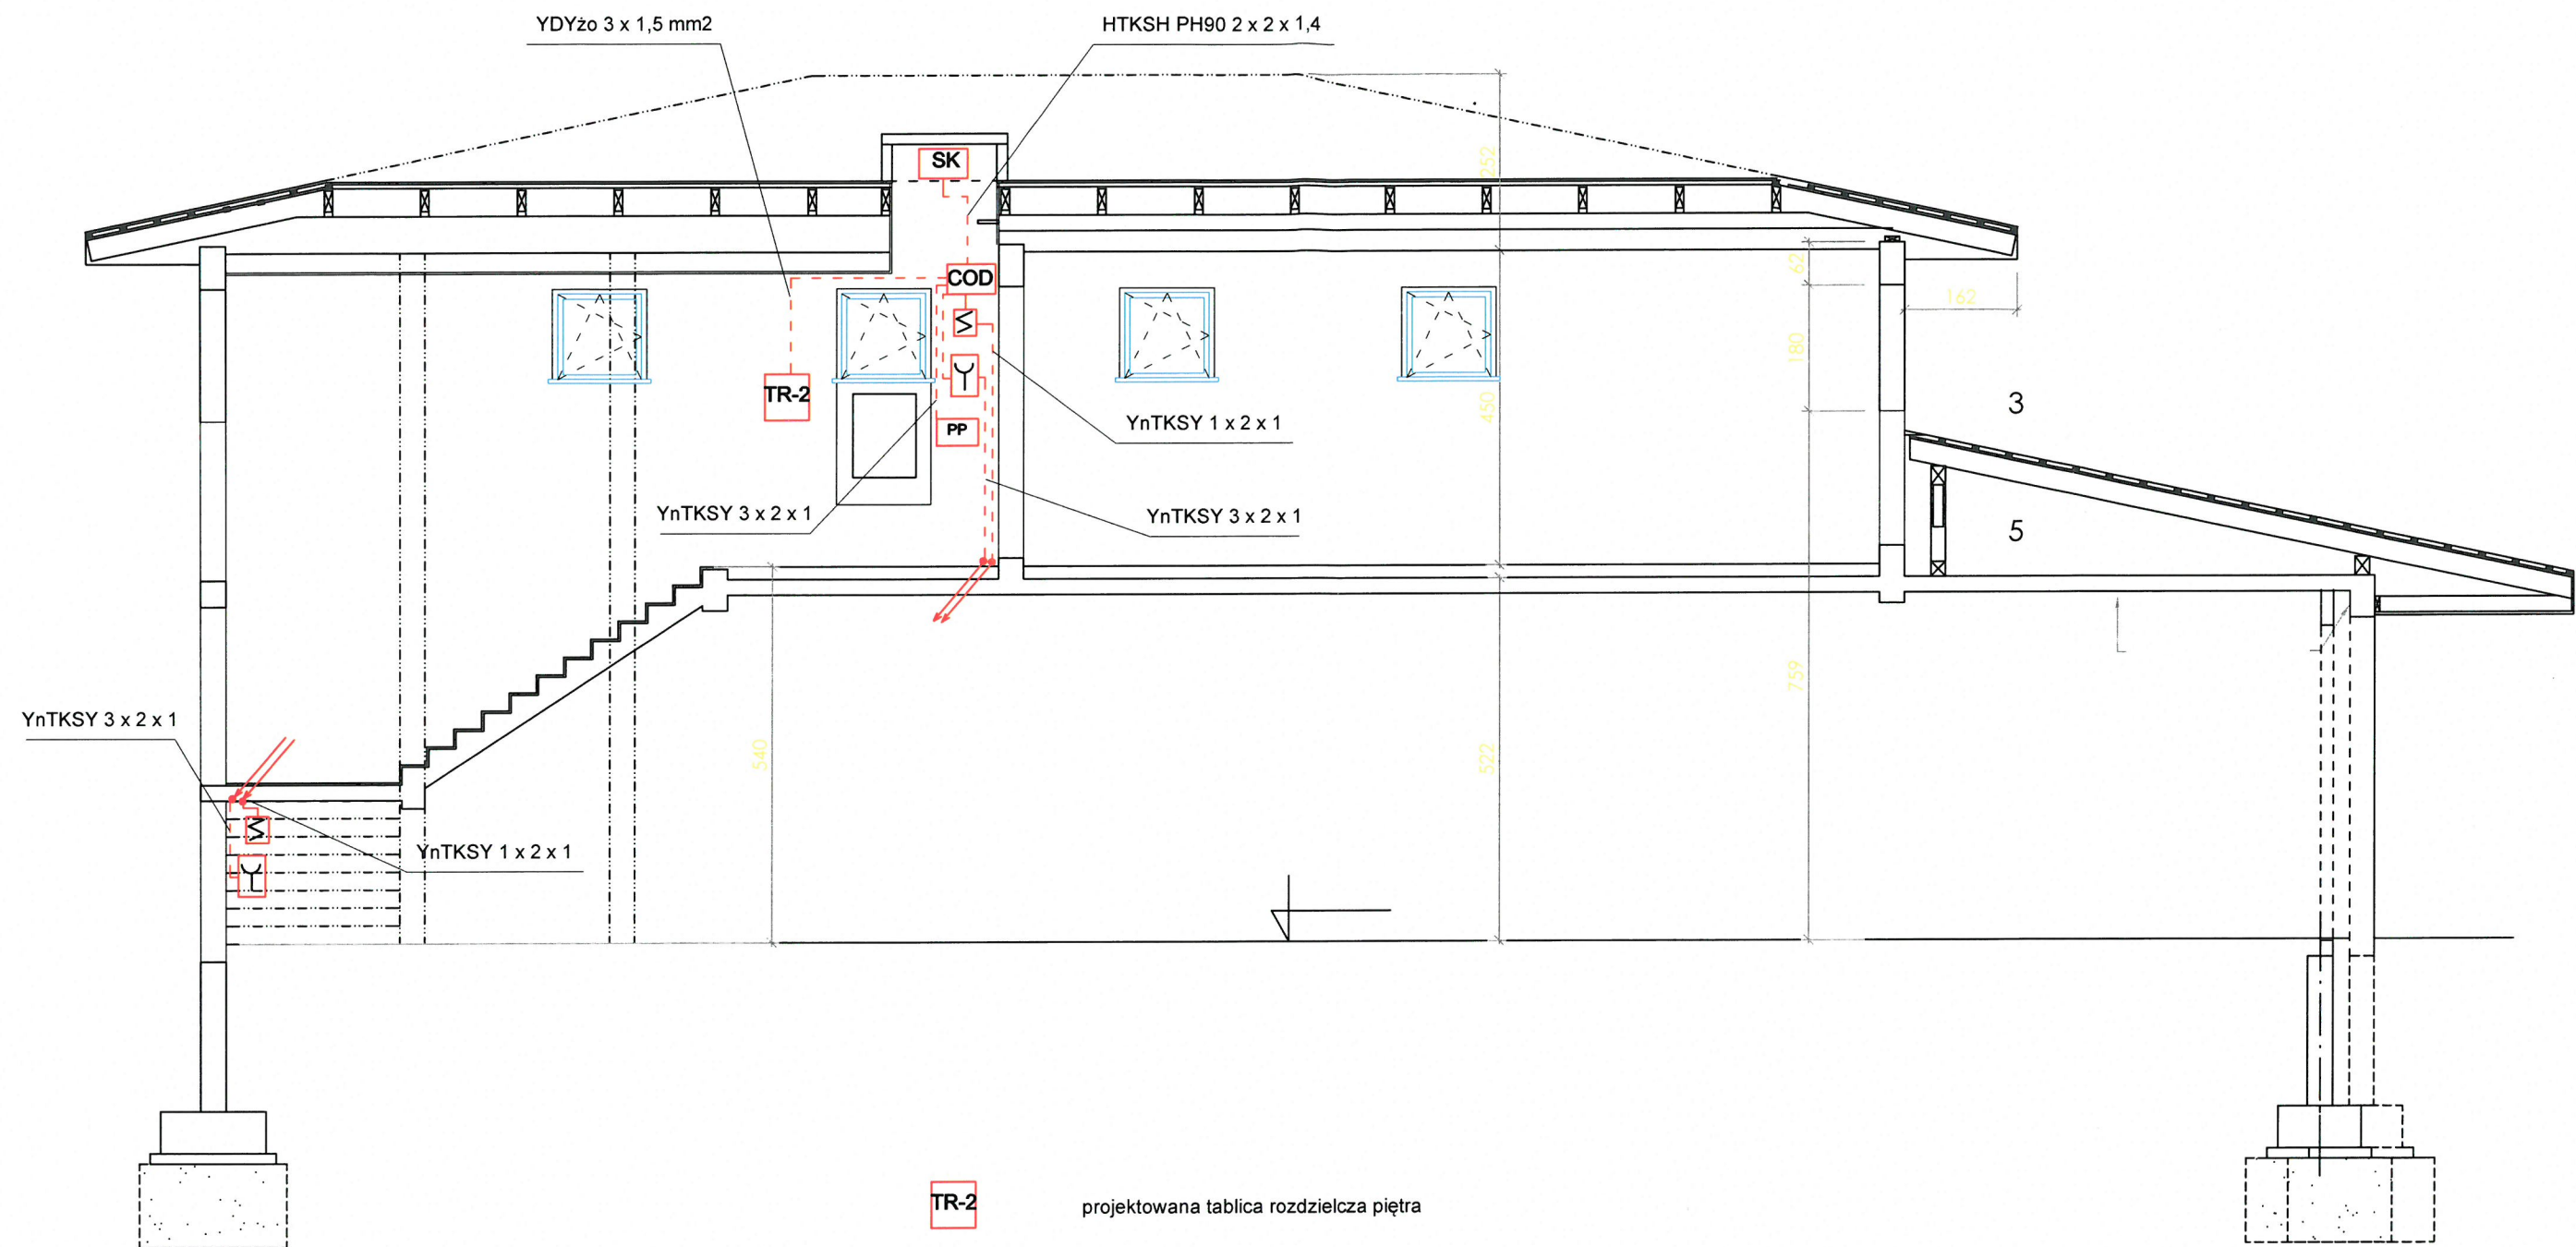 YDYżo 3 x 1,5 mm2
HTKSH PH90 2 x 2 x 1,4
SK
252
COD
62
162
180
TR-2
450
3
PP
YnTKSY 1 x 2 x 1
YnTKSY 3 x 2 x 1
YnTKSY 3 x 2 x 1
5
759
YnTKSY 3 x 2 x 1
540
522
YnTKSY 1 x 2 x 1
TR-2
projektowana tablica rozdzielcza piętra